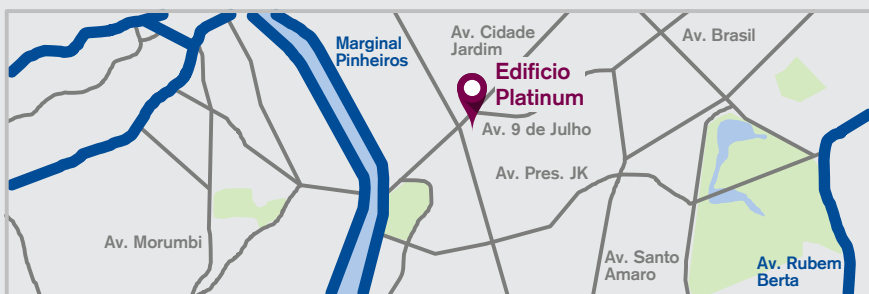 Av. Cidade
Jardim
Av. Brasil
Marginal
Pinheiros
Edificio
Platinum
Av. 9 de Julho
Av. Pres. JK
Av. Morumbi
Av. Santo
Amaro
Av. Rubem
Berta